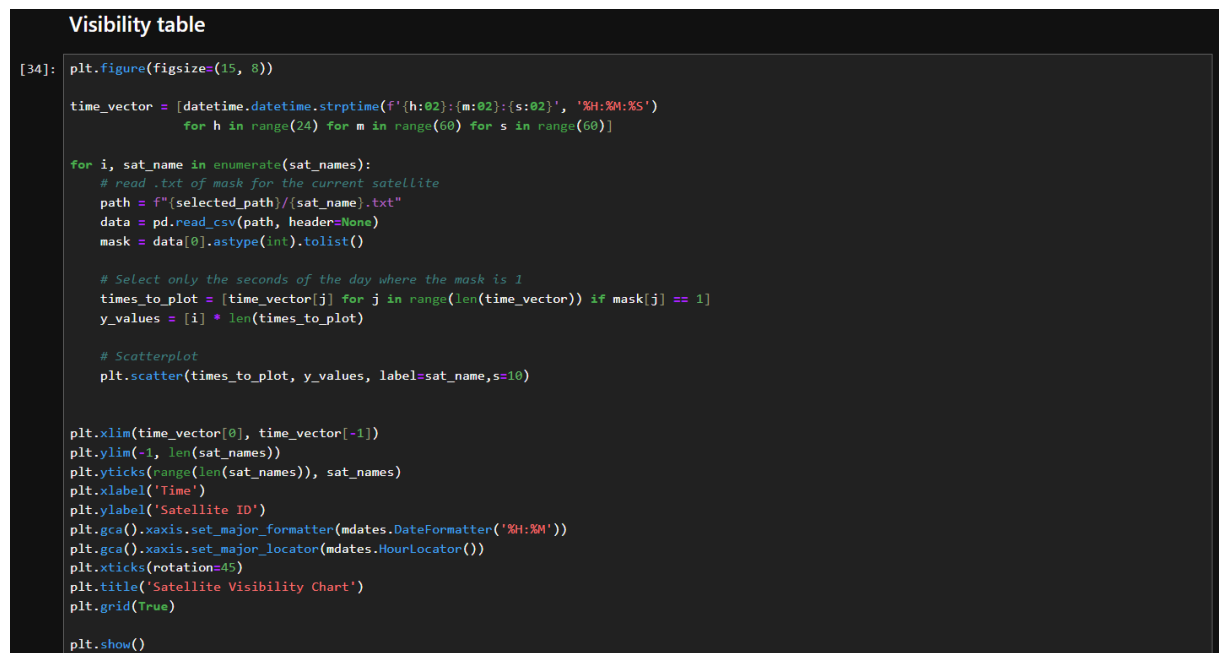 Visibility table
[34]: plt.figure(figsize=(15, 8))
time_vector = [datetime.datetime.strptime(f'{h:02}:{m:02}:{s:02}', '%H:%M:%S')
for h in range(24) for m in range(60) for s in range(60)]
for i, sat_name in enumerate(sat_names):
# read .txt of mask for the current satellite
path = f"{selected_path}/{sat_name}.txt"
data = pd.read_csv(path, header=None)
mask = data[0].astype(int).tolist()
# Select only the seconds of the day where the mask is 1
times_to_plot = [time_vector[j] for j in range(len(time_vector)) if mask[j] == 1]
y_values = [i] * len(times_to_plot)
# Scatterplot
plt.scatter(times_to_plot, y_values, label=sat_name,s=10)
plt.xlim(time_vector[0], time_vector[-1])
plt.ylim(-1, len(sat_names))
plt.yticks(range(len(sat_names)), sat_names)
plt.xlabel('Time')
plt.ylabel('Satellite ID')
plt.gca().xaxis.set_major_formatter(mdates.DateFormatter('%H:%M'))
plt.gca().xaxis.set_major_locator(mdates.HourLocator())
plt.xticks(rotation=45)
plt.title('Satellite Visibility Chart')
plt.grid(True)
plt.show()